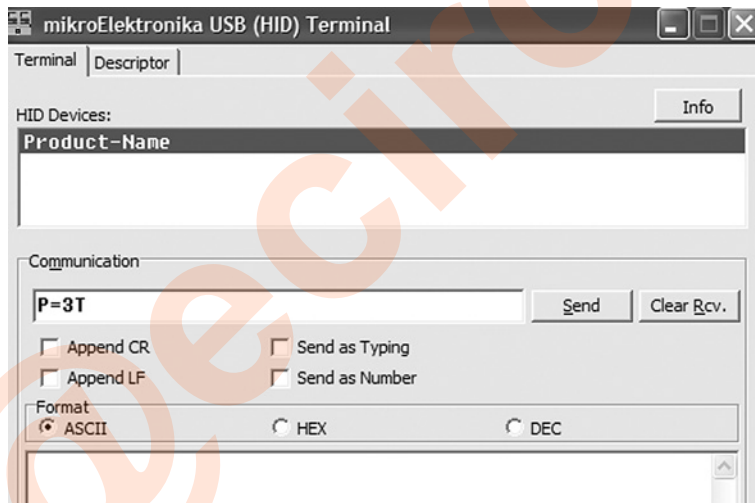 mikroElektronika USB (HID) Terminal
Terminal Descriptor
Info
HID Devices:
Product-Name
Communication
P=3T Send Clear Rcv.
Append CR Send as Typing
Append LF Send as Number
Format
ASCII HEX DEC
@eciro